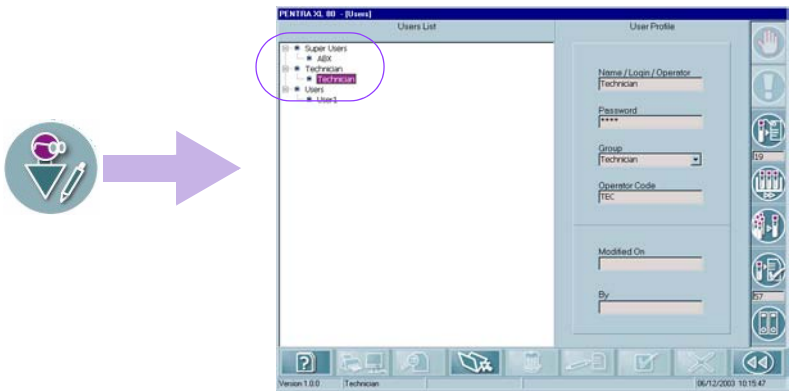 PENTRA XL 80 - [Users]
Users List
User Profile
Super Users
ABX
Technician
Technician
Users
User1
Name / Login / Operator
Technician
Password
****
Group
Technician
Operator Code
TEC
Modified On
By
19
57
Version 1.0.0
Technician
06/12/2003 10:15:47